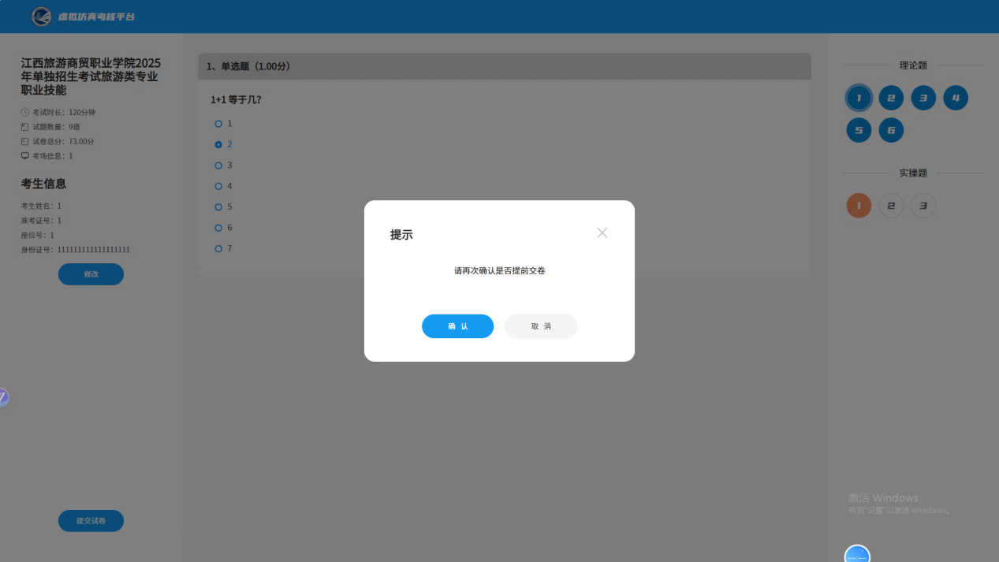 虚拟仿真考核平台
江西旅游商贸职业学院2025
年单独招生考试旅游类专业
职业技能
考试时长：120分钟
试题数量：9道
试卷总分：73.00分
考场信息：1
考生信息
考生姓名：1
准考证号：1
座位号：1
身份证号：111111111111111111
修改
提交试卷
1、单选题（1.00分）
1+1 等于几?
1
2
3
4
5
6
7
提示
请再次确认是否提前交卷
确 认
取 消
理论题
1 2 3 4
5 6
实操题
1 2 3
激活 Windows
转到"设置"以激活 Windows。